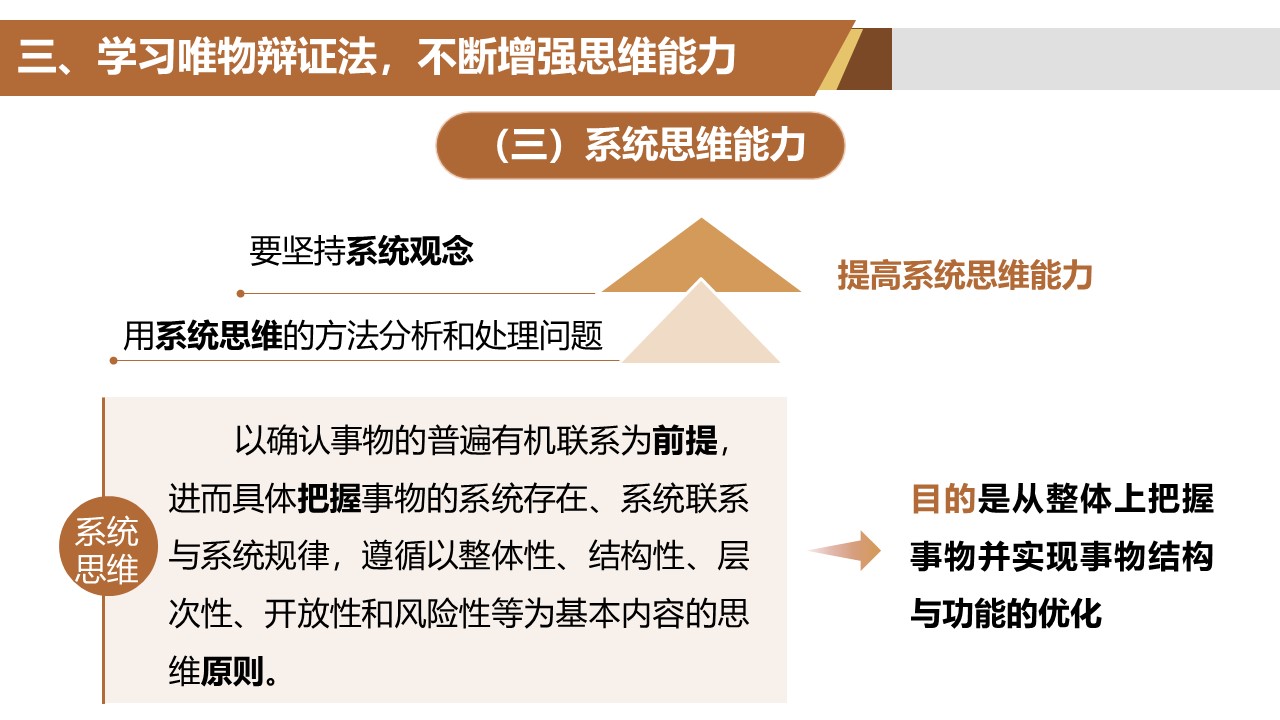 三、学习唯物辩证法，不断增强思维能力
（三）系统思维能力
要坚持系统观念
提高系统思维能力
用系统思维的方法分析和处理问题
系统
思维
以确认事物的普遍有机联系为前提，
进而具体把握事物的系统存在、系统联系
与系统规律，遵循以整体性、结构性、层
次性、开放性和风险性等为基本内容的思
维原则。
目的是从整体上把握
事物并实现事物结构
与功能的优化